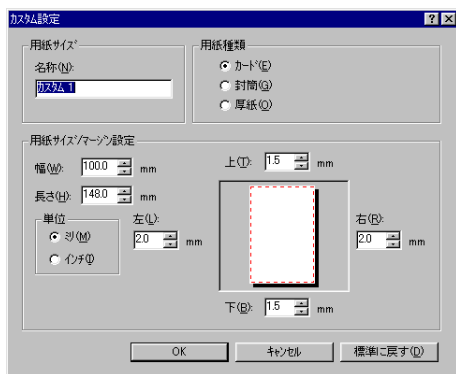 カスタム設定
用紙サイズ
名称(N):
カスタム 1
用紙種類
カード(E)
封筒(G)
厚紙(O)
用紙サイズ/マージン設定
幅(W): 100.0 mm
長さ(H): 148.0 mm
単位
ミリ(M)
インチ(I)
上(T): 1.5 mm
左(L):
2.0 mm
右(R):
2.0 mm
下(B): 1.5 mm
OK
キャンセル
標準に戻す(D)